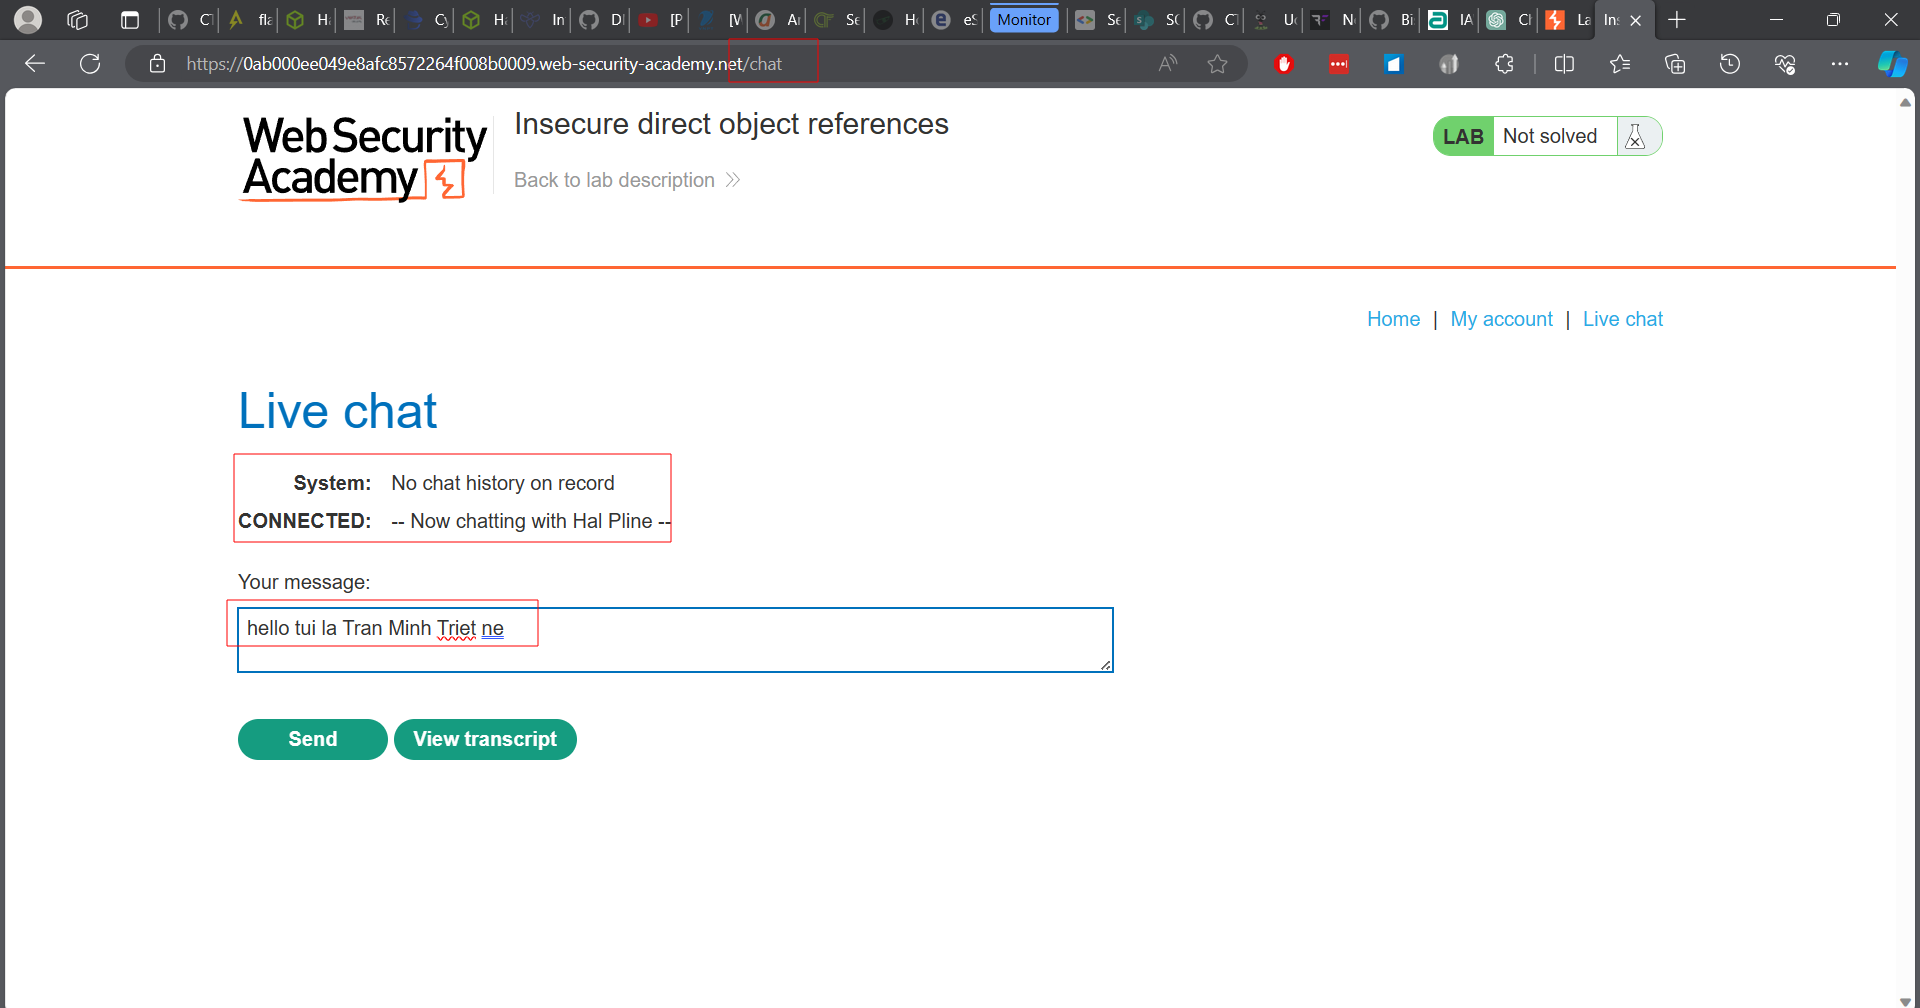 Monitor
https://0ab000ee049e8afc8572264f008b0009.web-security-academy.net/chat
Web Security
Academy
Insecure direct object references
Back to lab description
LAB Not solved
Home | My account | Live chat
Live chat
System: No chat history on record
CONNECTED: -- Now chatting with Hal Pline --
Your message:
hello tui la Tran Minh Triet ne
Send View transcript